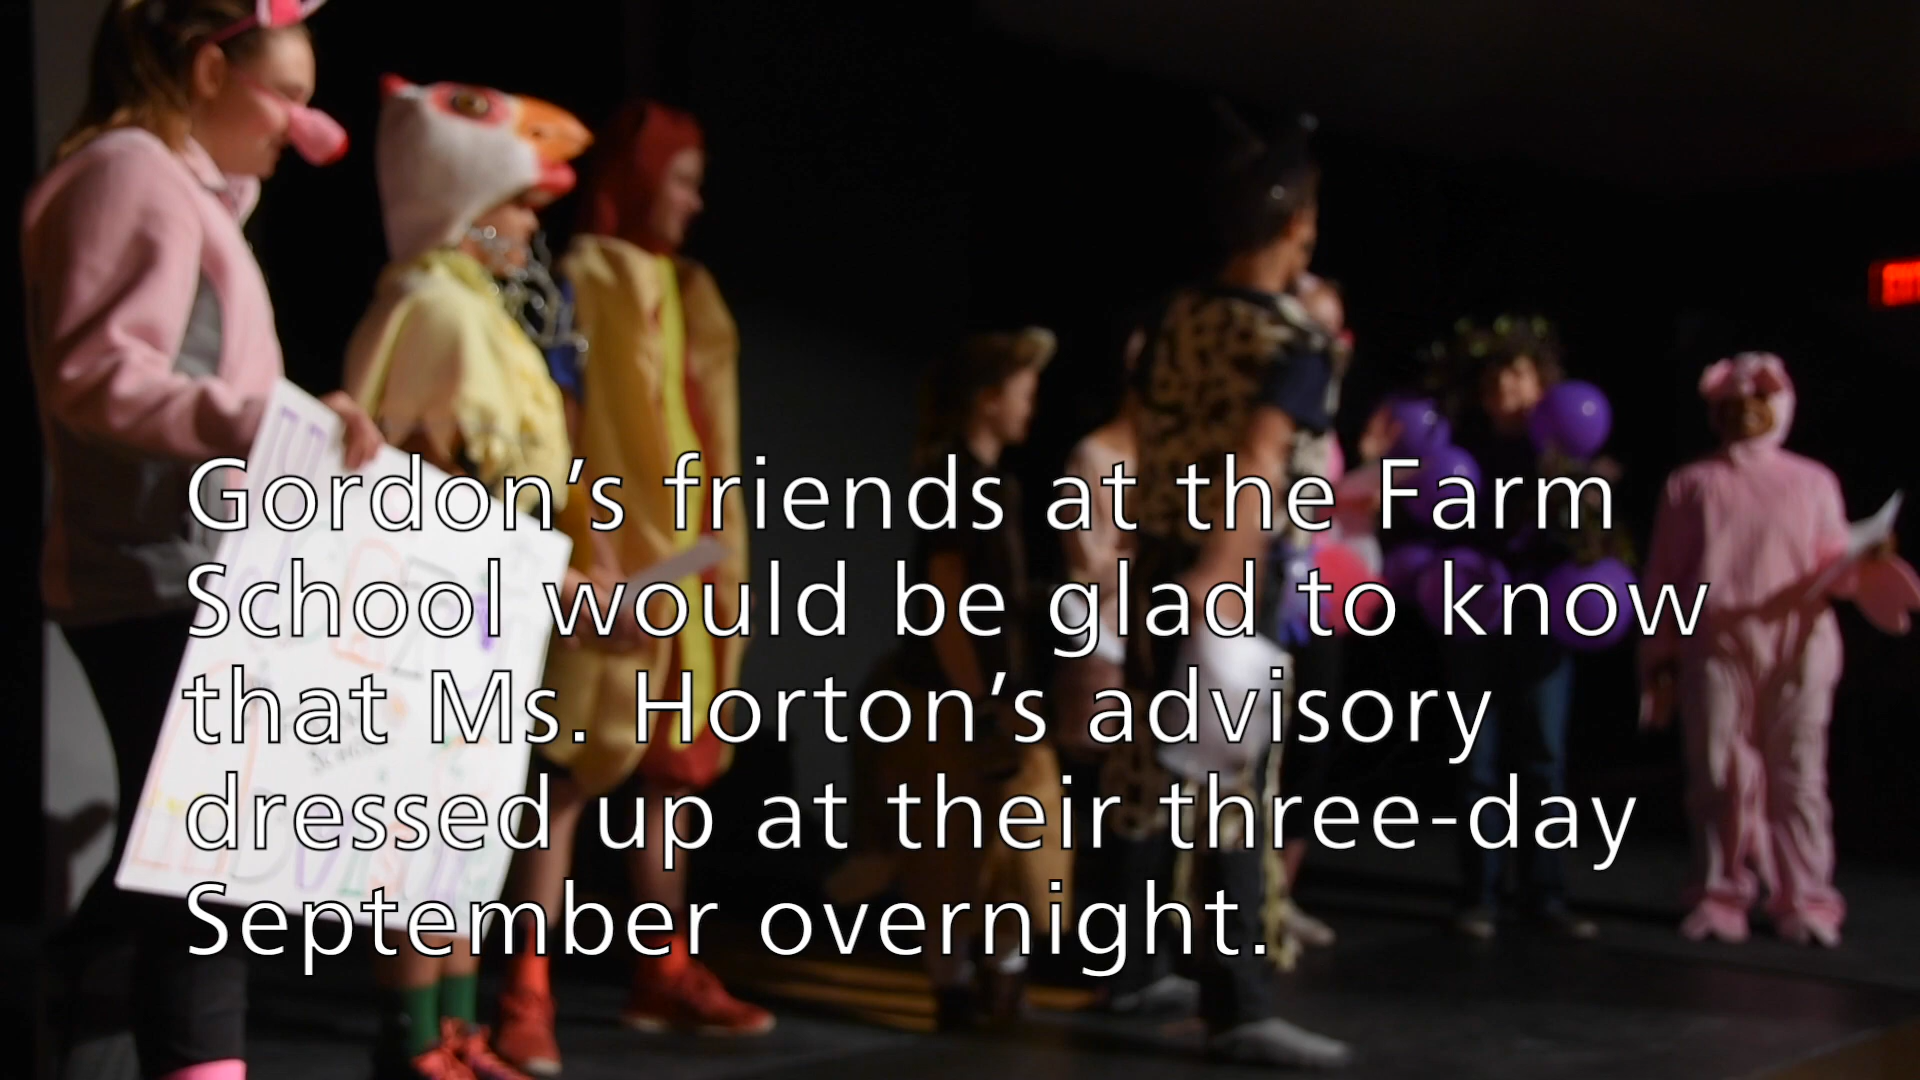 Gordon’s friends at the Farm
School would be glad to know
that Ms. Horton’s advisory
dressed up at their three-day
September overnight.